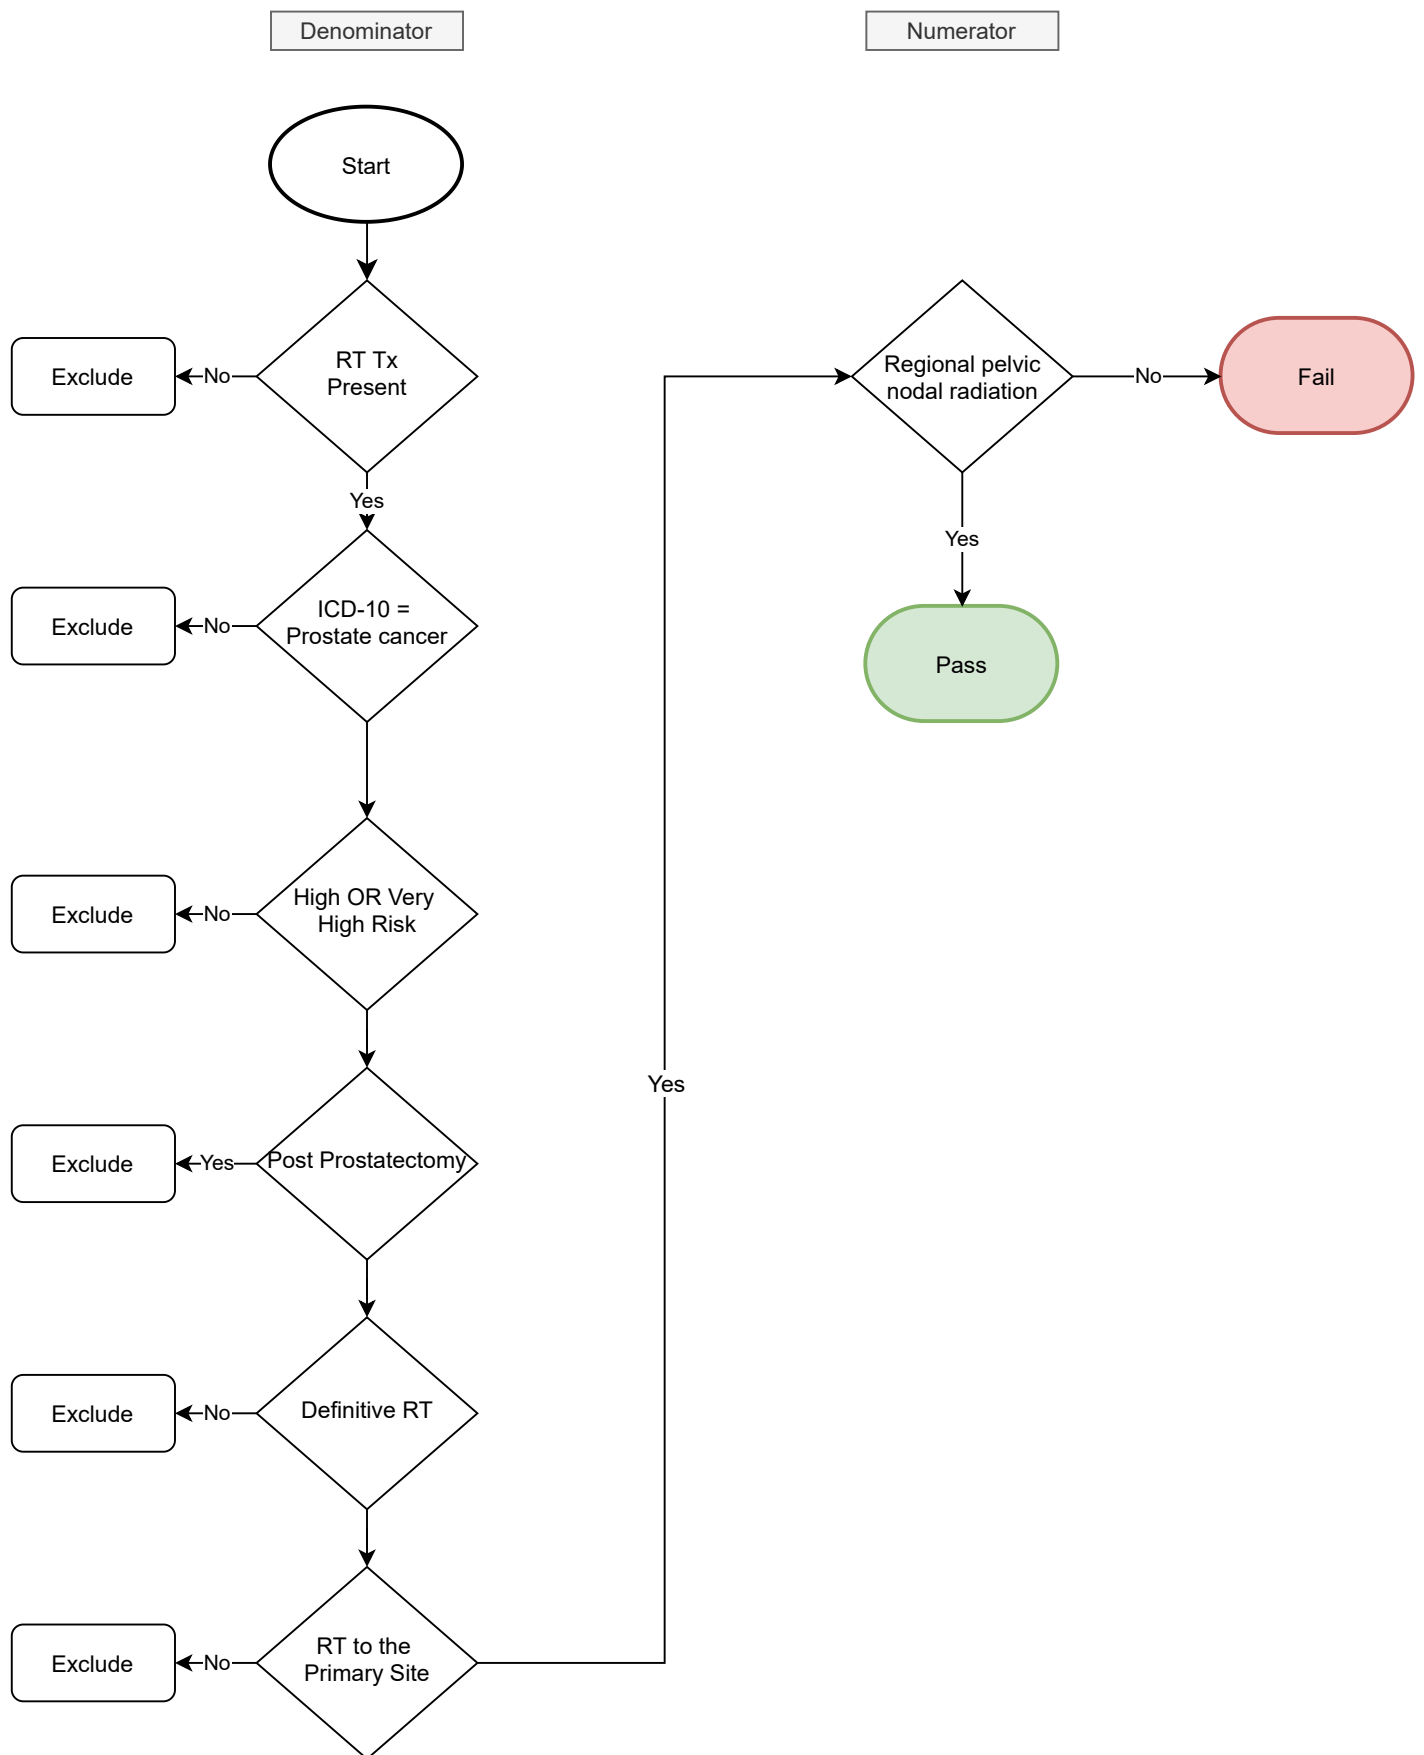 Denominator
Numerator
Start
RT Tx
Present
No
Exclude
Yes
ICD-10 =
Prostate cancer
No
Exclude
High OR Very
High Risk
No
Exclude
Post Prostatectomy
Yes
Exclude
Definitive RT
No
Exclude
RT to the
Primary Site
No
Exclude
Yes
Regional pelvic
nodal radiation
No
Fail
Yes
Pass